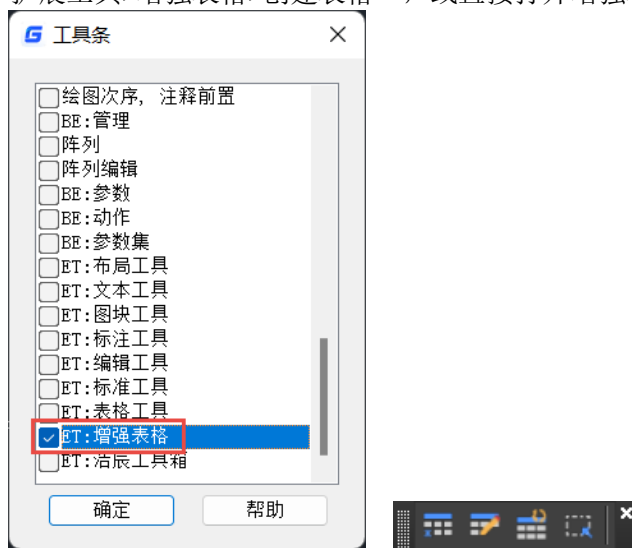 工具条
绘图次序, 注释前置
BE:管理
阵列
阵列编辑
BE:参数
BE:动作
BE:参数集
ET:布局工具
ET:文本工具
ET:图块工具
ET:标注工具
ET:编辑工具
ET:标准工具
ET:表格工具
ET:增强表格
ET:浩辰工具箱
确定
帮助